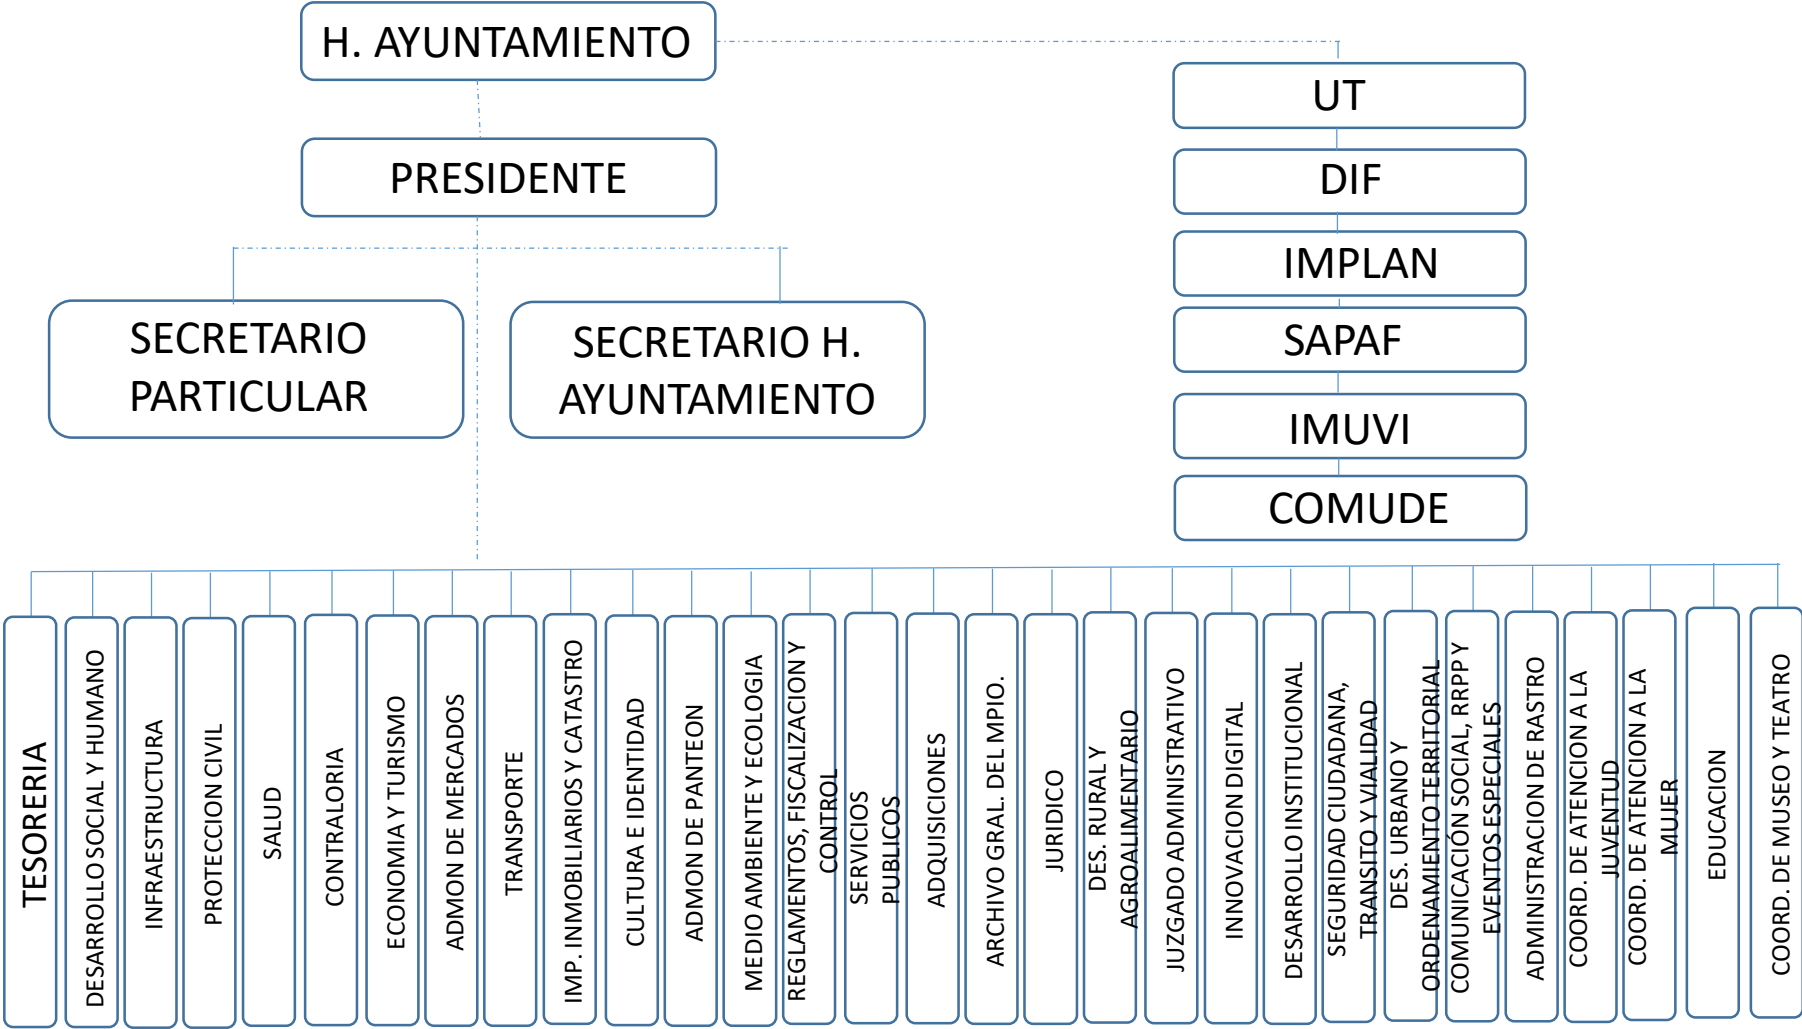 H. AYUNTAMIENTO
UT
PRESIDENTE
DIF
IMPLAN
SECRETARIO
PARTICULAR
SECRETARIO H.
AYUNTAMIENTO
SAPAF
IMUVI
COMUDE
TESORERIA
DESARROLLO SOCIAL Y HUMANO
INFRAESTRUCTURA
PROTECCION CIVIL
SALUD
CONTRALORIA
ECONOMIA Y TURISMO
ADMON DE MERCADOS
TRANSPORTE
IMP. INMOBILIARIOS Y CATASTRO
CULTURA E IDENTIDAD
ADMON DE PANTEON
MEDIO AMBIENTE Y ECOLOGIA
REGLAMENTOS, FISCALIZACION Y
CONTROL
SERVICIOS
PUBLICOS
ADQUISICIONES
ARCHIVO GRAL. DEL MPIO.
JURIDICO
DES. RURAL Y
AGROALIMENTARIO
JUZGADO ADMINISTRATIVO
INNOVACION DIGITAL
DESARROLLO INSTITUCIONAL
SEGURIDAD CIUDADANA,
TRANSITO Y VIALIDAD
DES. URBANO Y
ORDENAMIENTO TERRITORIAL
COMUNICACIÓN SOCIAL, RRPP Y
EVENTOS ESPECIALES
ADMINISTRACION DE RASTRO
COORD. DE ATENCION A LA
JUVENTUD
COORD. DE ATENCION A LA
MUJER
EDUCACION
COORD. DE MUSEO Y TEATRO